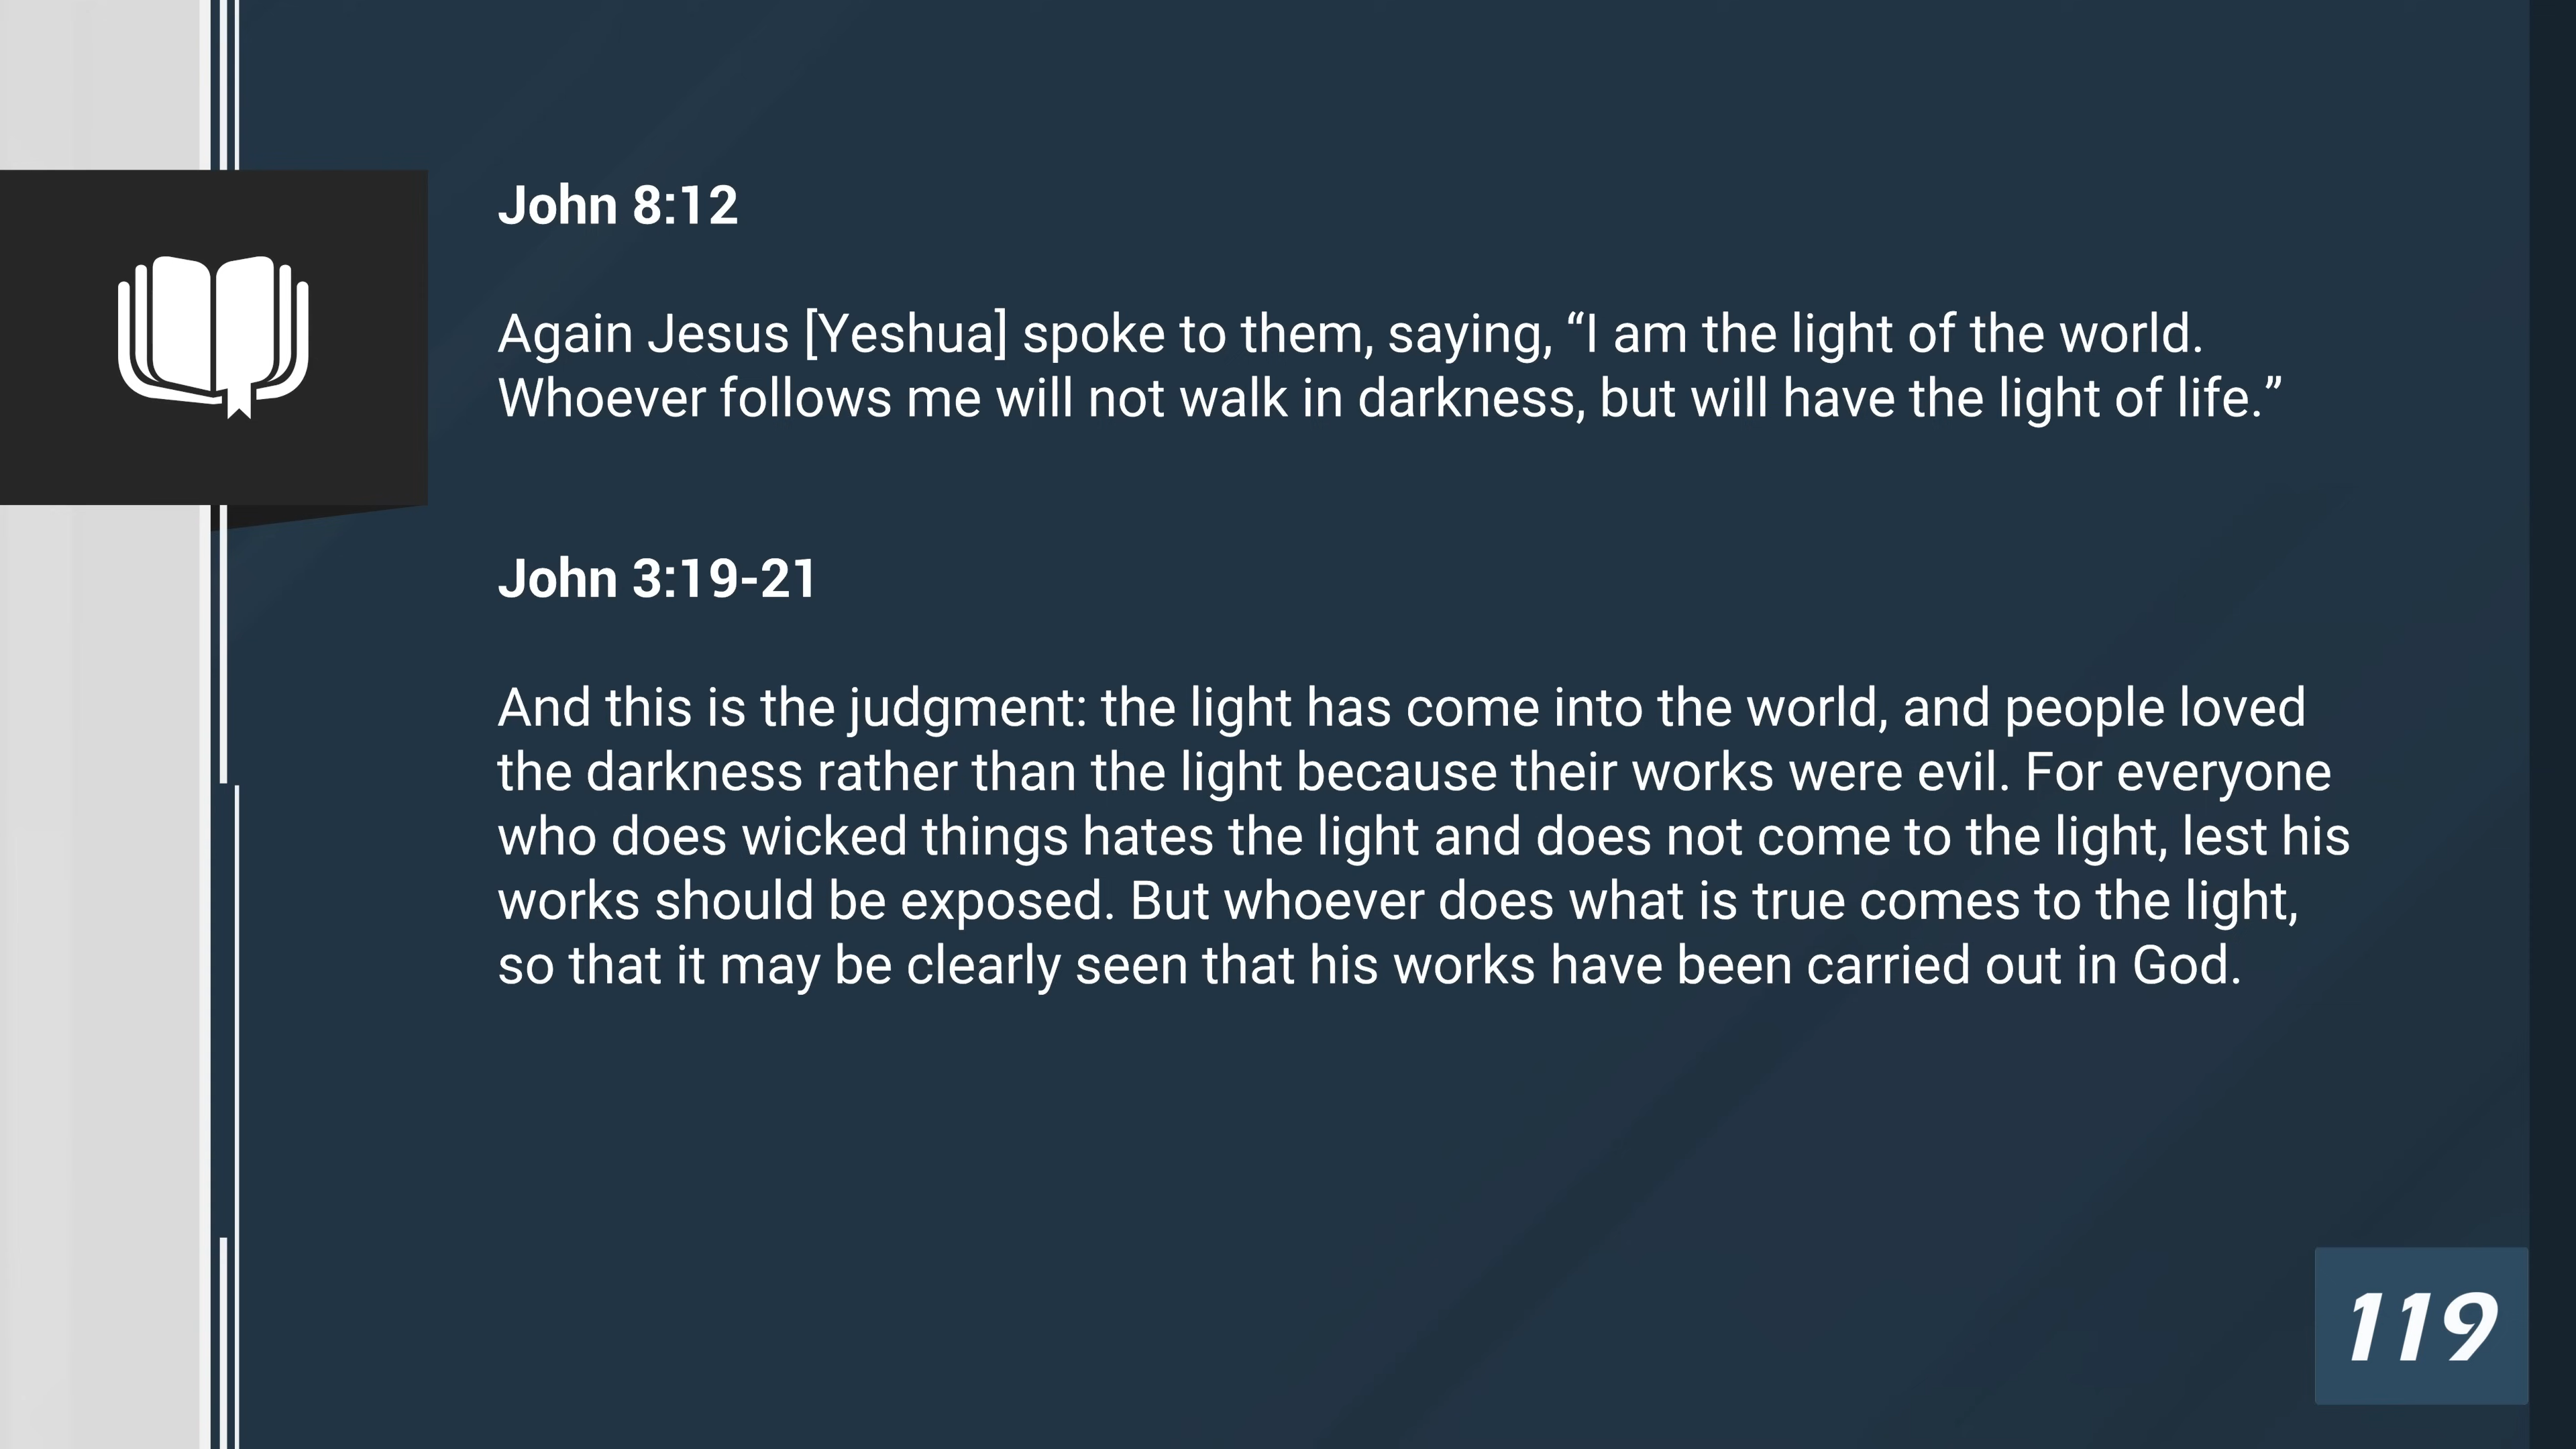 John 8:12
Again Jesus [Yeshua] spoke to them, saying, “I am the light of the world.
Whoever follows me will not walk in darkness, but will have the light of life.”
John 3:19-21
And this is the judgment: the light has come into the world, and people loved
the darkness rather than the light because their works were evil. For everyone
who does wicked things hates the light and does not come to the light, lest his
works should be exposed. But whoever does what is true comes to the light,
so that it may be clearly seen that his works have been carried out in God.
119